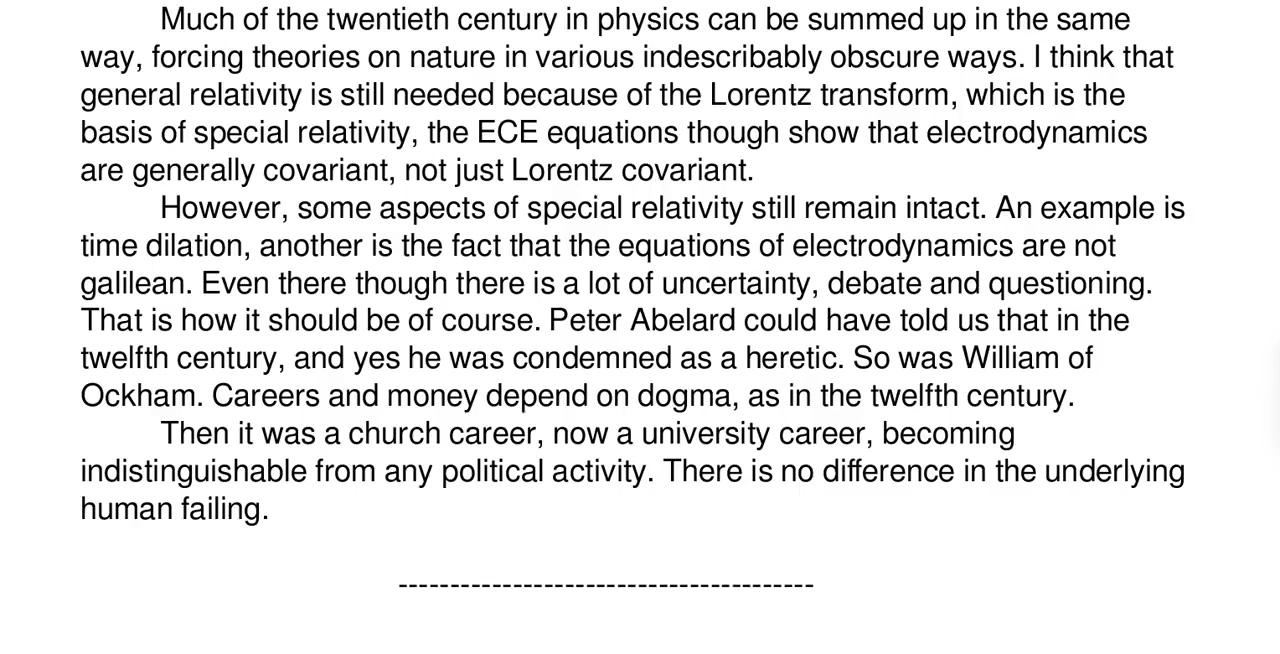 Much of the twentieth century in physics can be summed up in the same
way, forcing theories on nature in various indescribably obscure ways. I think that
general relativity is still needed because of the Lorentz transform, which is the
basis of special relativity, the ECE equations though show that electrodynamics
are generally covariant, not just Lorentz covariant.
However, some aspects of special relativity still remain intact. An example is
time dilation, another is the fact that the equations of electrodynamics are not
galilean. Even there though there is a lot of uncertainty, debate and questioning.
That is how it should be of course. Peter Abelard could have told us that in the
twelfth century, and yes he was condemned as a heretic. So was William of
Ockham. Careers and money depend on dogma, as in the twelfth century.
Then it was a church career, now a university career, becoming
indistinguishable from any political activity. There is no difference in the underlying
human failing.
----------------------------------------